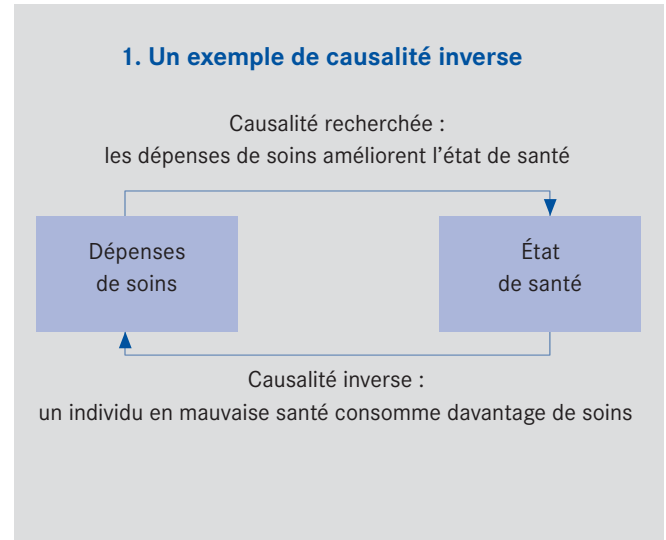 1. Un exemple de causalité inverse
Causalité recherchée :
les dépenses de soins améliorent l’état de santé
Dépenses
de soins
État
de santé
Causalité inverse :
un individu en mauvaise santé consomme davantage de soins